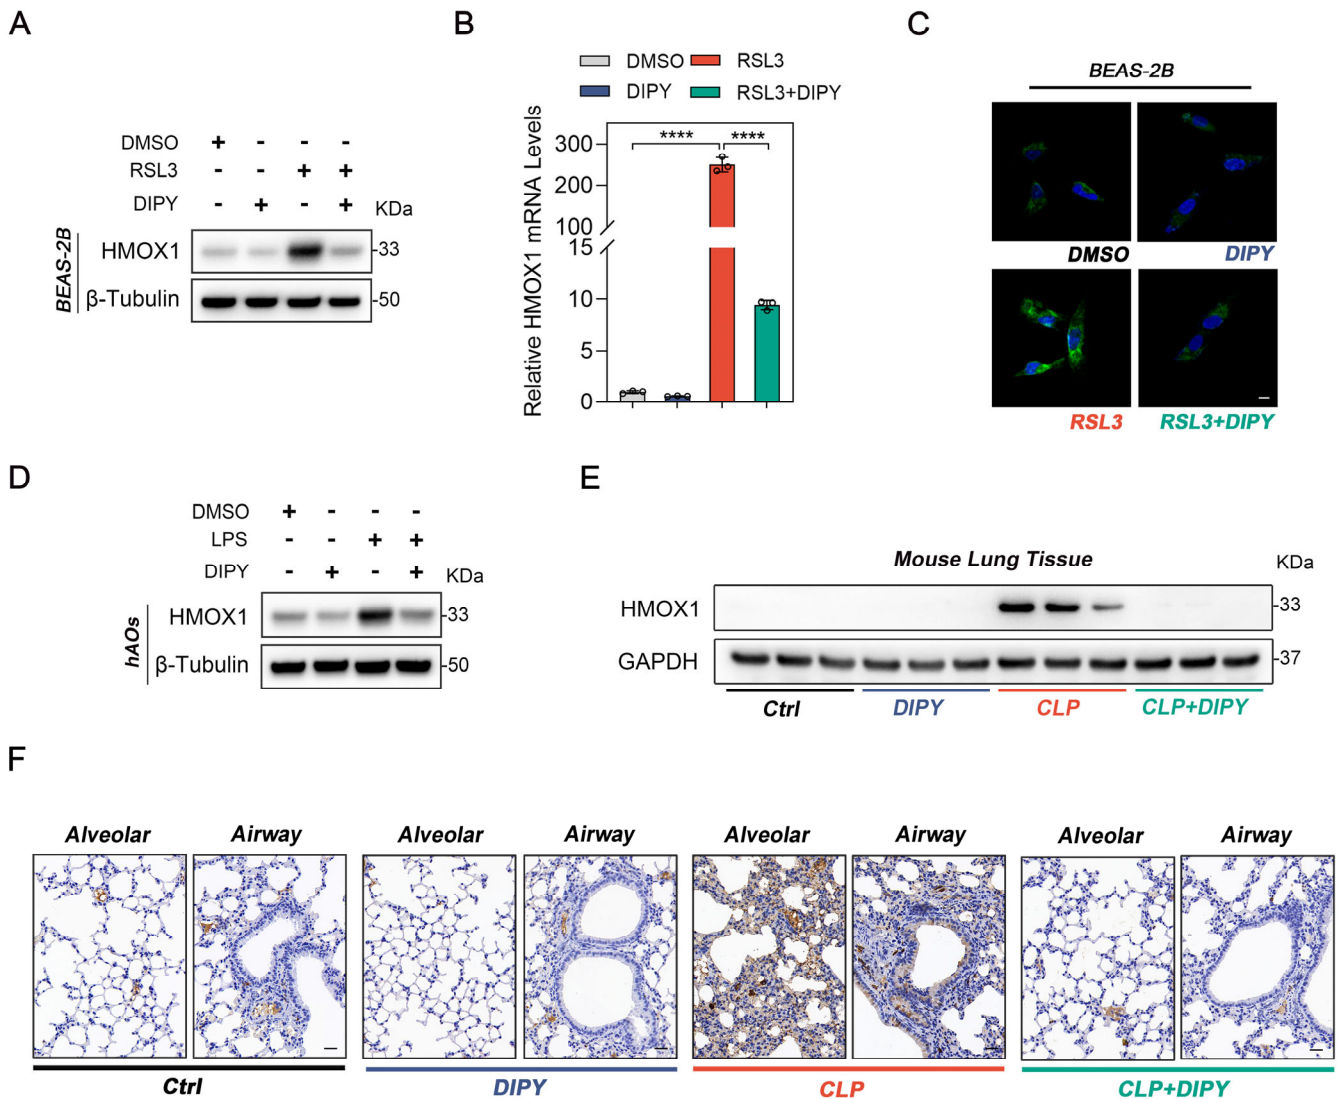 A
DMSO + - - -
RSL3 - - + +
DIPY - + - + KDa
BEAS-2B
HMOX1 -33
β-Tubulin -50
B
DMSO RSL3
DIPY RSL3+DIPY
Relative HMOX1 mRNA Levels
**** ****
300
200
100
15
10
5
0
C
BEAS-2B
DMSO DIPY
RSL3 RSL3+DIPY
D
DMSO + - - -
LPS - - + +
DIPY - + - + KDa
hAOs
HMOX1 -33
β-Tubulin -50
E
Mouse Lung Tissue KDa
HMOX1 -33
GAPDH -37
Ctrl DIPY CLP CLP+DIPY
F
Alveolar Airway Alveolar Airway Alveolar Airway Alveolar Airway
Ctrl DIPY CLP CLP+DIPY